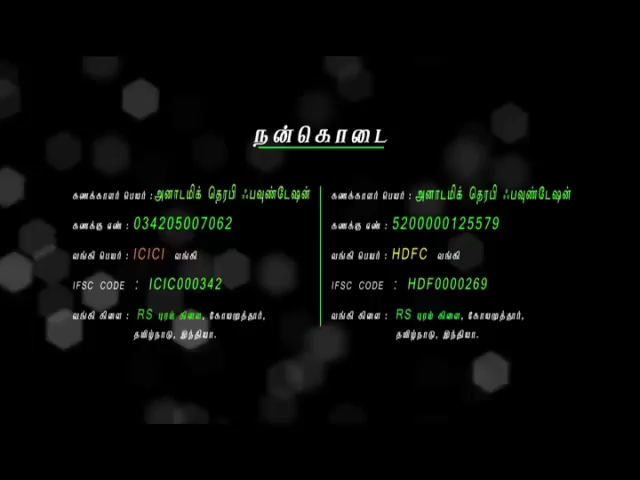 நன்கொடை
கணக்காளர் பெயர் : அனாடமிக் தெரபி ஃபவுண்டேஷன்
கணக்கு எண் : 034205007062
வங்கி பெயர் : ICICI வங்கி
IFSC CODE : ICIC000342
வங்கி கிளை : RS புரம் கிளை, கோயமுத்தூர்,
தமிழ்நாடு, இந்தியா.
கணக்காளர் பெயர் : அனாடமிக் தெரபி ஃபவுண்டேஷன்
கணக்கு எண் : 5200000125579
வங்கி பெயர் : HDFC வங்கி
IFSC CODE : HDF0000269
வங்கி கிளை : RS புரம் கிளை, கோயமுத்தூர்,
தமிழ்நாடு, இந்தியா.